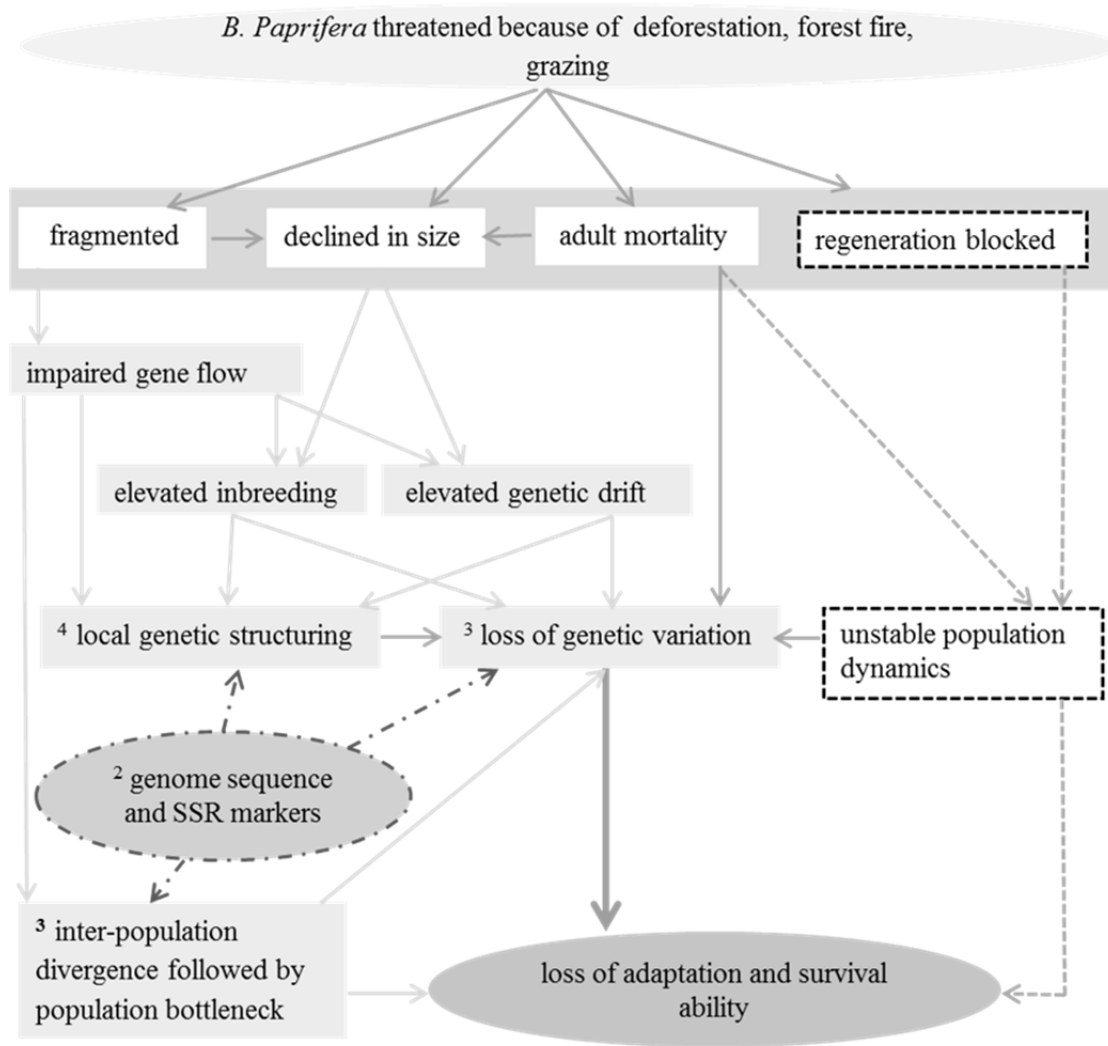 B. Paprifera threatened because of deforestation, forest fire,
grazing
fragmented
declined in size
adult mortality
regeneration blocked
impaired gene flow
elevated inbreeding
elevated genetic drift
4 local genetic structuring
3 loss of genetic variation
unstable population
dynamics
2 genome sequence
and SSR markers
3 inter-population
divergence followed by
population bottleneck
loss of adaptation and survival
ability